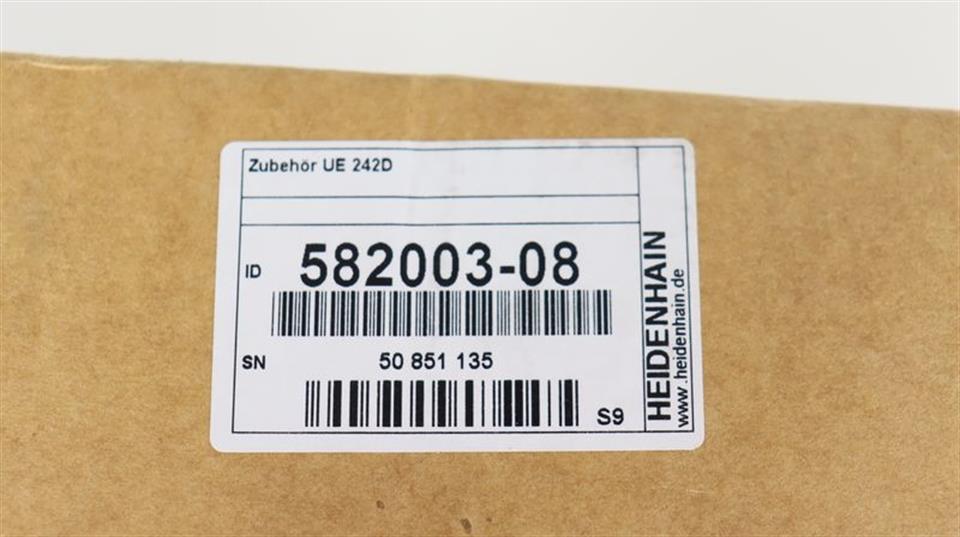 Zubehör UE 242D
ID 582003-08
SN 50 851 135
S9
HEIDENHAIN
www.heidenhain.de